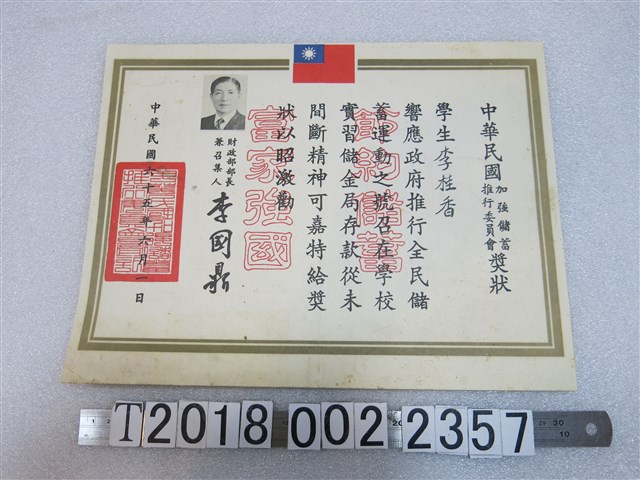 中華民國加強儲蓄推行委員會獎狀
學生李桂香
響應政府推行全民儲
蓄運動之號召在學校
實習儲金局存款從未
間斷精神可嘉特給獎
狀以昭激勸
節約儲蓄
富家強國
財政部部長
兼召集人
李國鼎
中華民國六十五年六月一日
T2018 002 2357